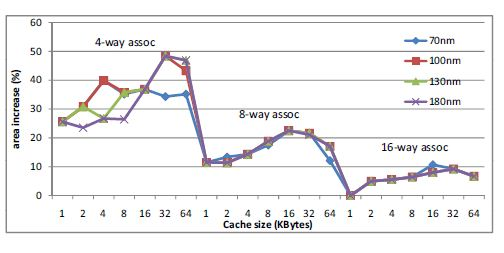 60
50
40
30
20
10
0
area increase (%)
4-way assoc
8-way assoc
16-way assoc
70nm
100nm
130nm
180nm
1 2 4 8 16 32 64 1 2 4 8 16 32 64 1 2 4 8 16 32 64
Cache size (KBytes)